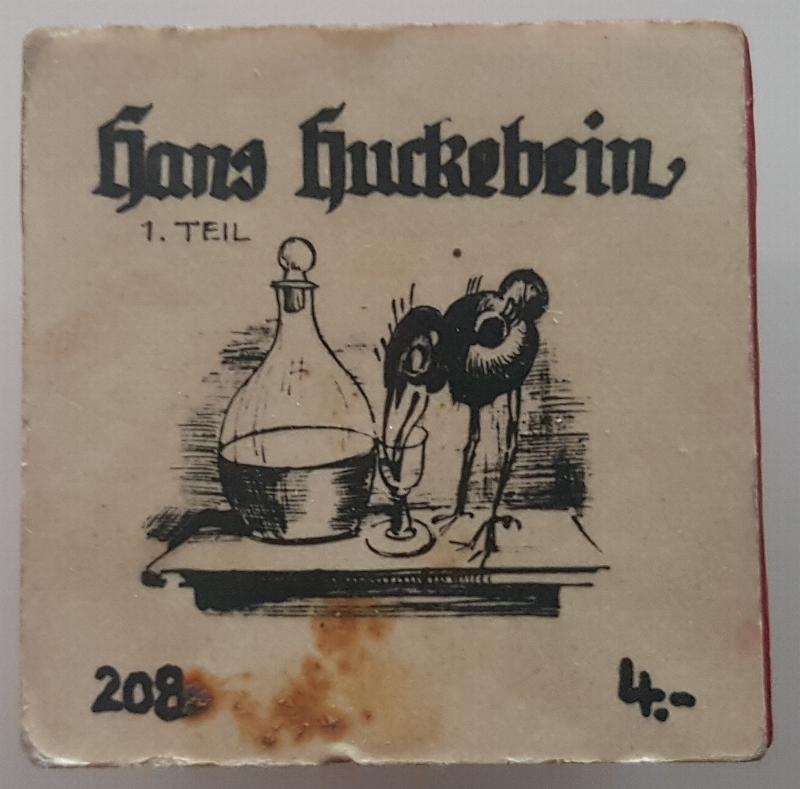 Hans Huckebein
1. TEIL
208
4.-